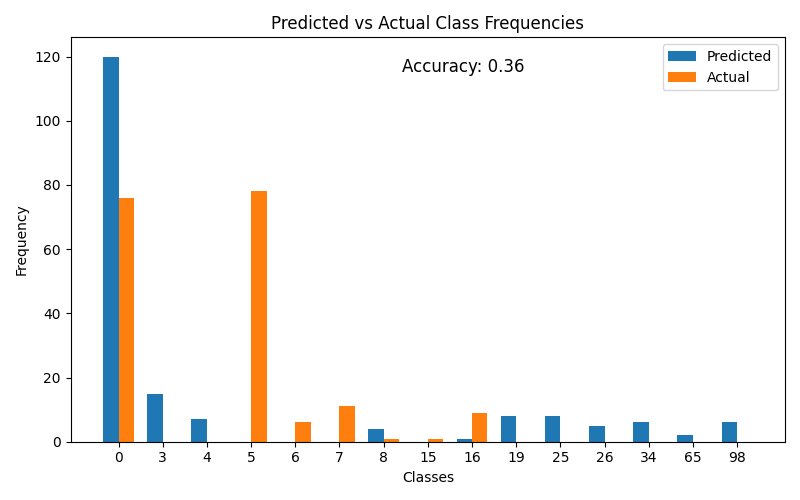 Predicted vs Actual Class Frequencies
Accuracy: 0.36
Predicted
Actual
120
100
80
60
40
20
0
Frequency
0 3 4 5 6 7 8 15 16 19 25 26 34 65 98
Classes